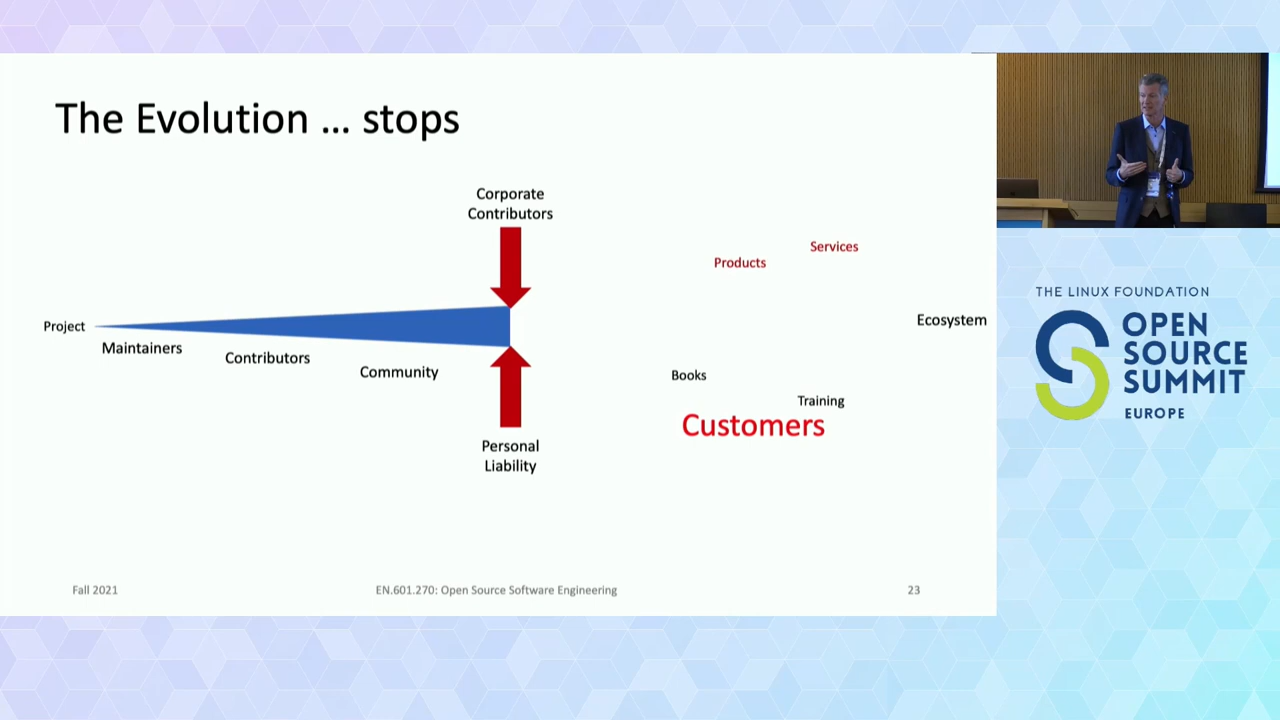 The Evolution ... stops
Corporate
Contributors
Services
Products
Ecosystem
Project
Maintainers
Contributors
Community
Books
Training
Customers
Personal
Liability
Fall 2021
EN.601.270: Open Source Software Engineering
23
THE LINUX FOUNDATION
OPEN
SOURCE
SUMMIT
EUROPE